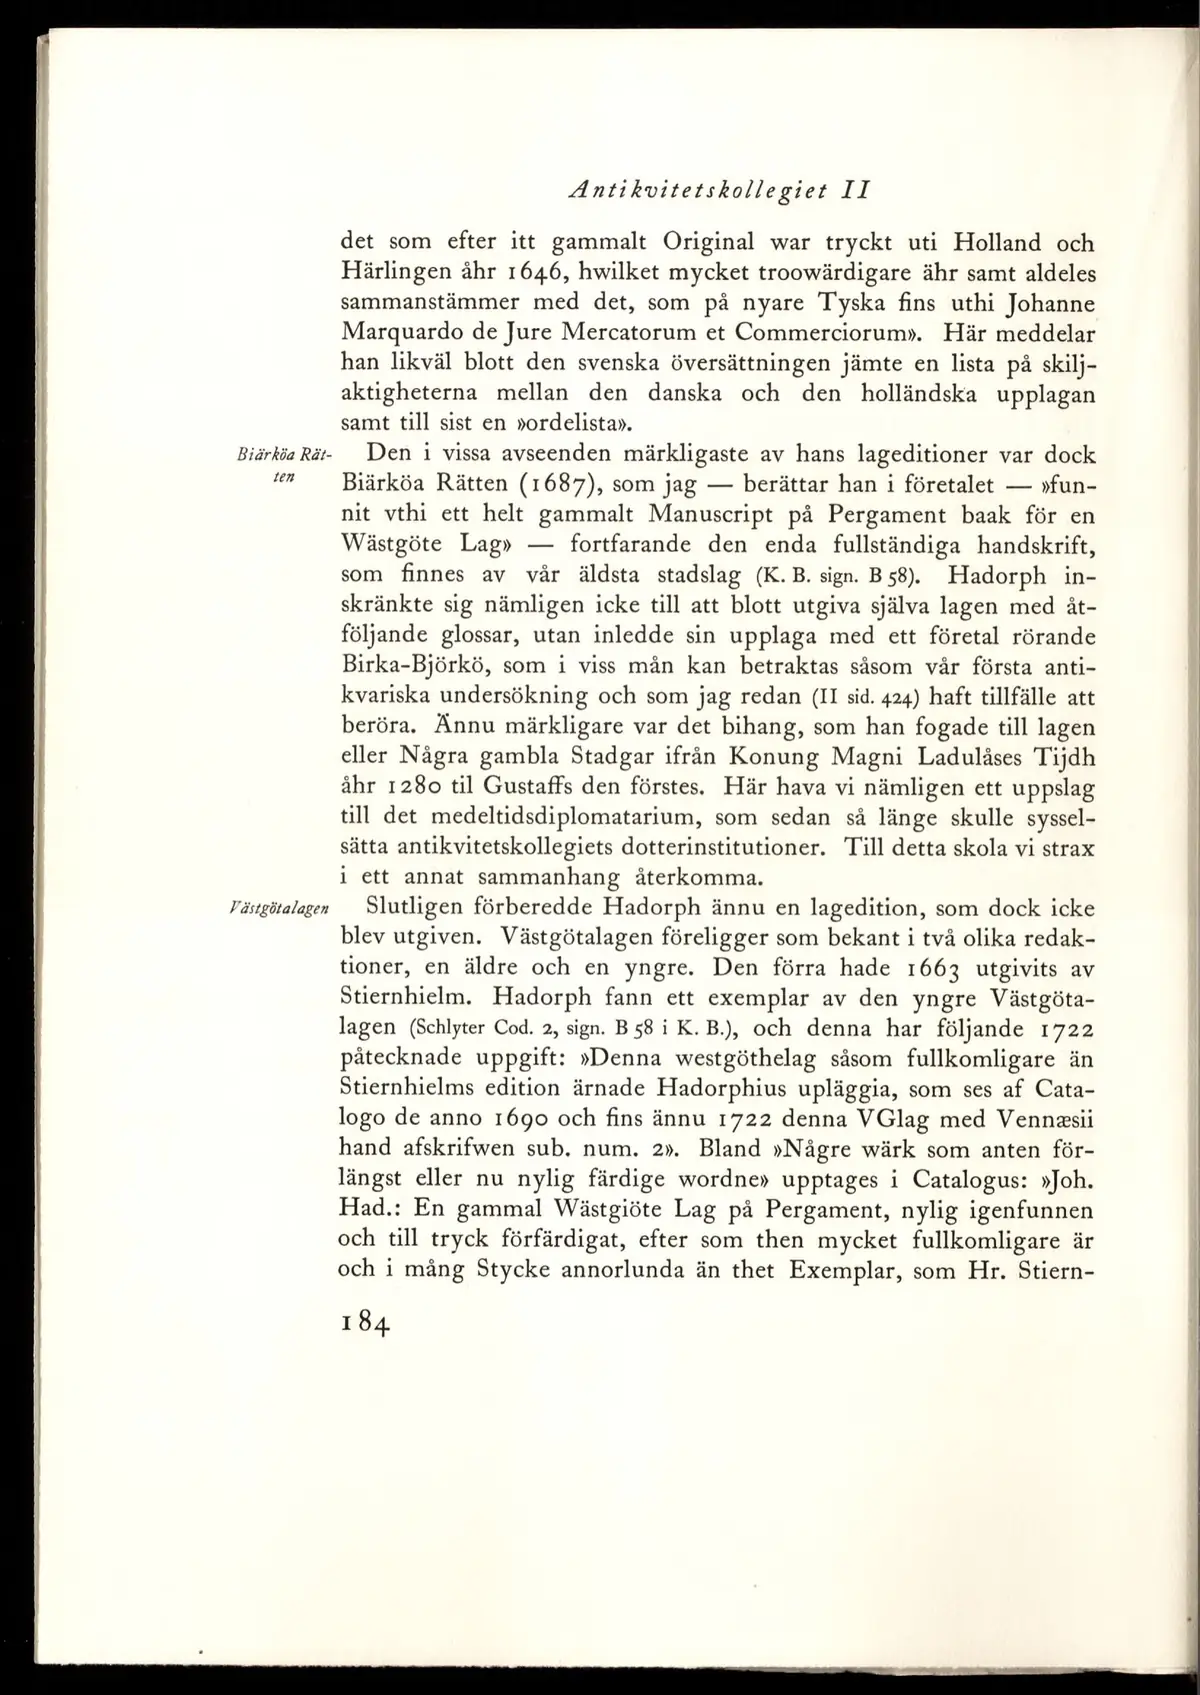 Antikvitetskollegiet II
det som efter itt gammalt Original war tryckt uti Holland och
Härlingen åhr 1646, hwilket mycket troowärdigare ähr samt aldeles
sammanstämmer med det, som på nyare Tyska fins uthi Johanne
Marquardo de Jure Mercatorum et Commerciorum». Här meddelar
han likväl blott den svenska översättningen jämte en lista på skilj-
aktigheterna mellan den danska och den holländska upplagan
samt till sist en »ordelista».
Biärköa Rät-
ten
Den i vissa avseenden märkligaste av hans lageditioner var dock
Biärköa Rätten (1687), som jag — berättar han i företalet — »fun-
nit vthi ett helt gammalt Manuscript på Pergament baak för en
Wästgöte Lag» — fortfarande den enda fullständiga handskrift,
som finnes av vår äldsta stadslag (K. B. sign. B 58). Hadorph in-
skränkte sig nämligen icke till att blott utgiva själva lagen med åt-
följande glossar, utan inledde sin upplaga med ett företal rörande
Birka-Björkö, som i viss mån kan betraktas såsom vår första anti-
kvariska undersökning och som jag redan (II sid. 424) haft tillfälle att
beröra. Ännu märkligare var det bihang, som han fogade till lagen
eller Några gambla Stadgar ifrån Konung Magni Ladulåses Tijdh
åhr 1280 til Gustaffs den förstes. Här hava vi nämligen ett uppslag
till det medeltidsdiplomatarium, som sedan så länge skulle syssel-
sätta antikvitetskollegiets dotterinstitutioner. Till detta skola vi strax
i ett annat sammanhang återkomma.
Västgötalagen
Slutligen förberedde Hadorph ännu en lagedition, som dock icke
blev utgiven. Västgötalagen föreligger som bekant i två olika redak-
tioner, en äldre och en yngre. Den förra hade 1663 utgivits av
Stiernhielm. Hadorph fann ett exemplar av den yngre Västgöta-
lagen (Schlyter Cod. 2, sign. B 58 i K. B.), och denna har följande 1722
påtecknade uppgift: »Denna westgöthelag såsom fullkomligare än
Stiernhielms edition ärnade Hadorphius upläggia, som ses af Cata-
logo de anno 1690 och fins ännu 1722 denna VGlag med Vennæsii
hand afskrifwen sub. num. 2». Bland »Någre wärk som anten för-
längst eller nu nylig färdige wordne» upptages i Catalogus: »Joh.
Had.: En gammal Wästgiöte Lag på Pergament, nylig igenfunnen
och till tryck förfärdigat, efter som then mycket fullkomligare är
och i mång Stycke annorlunda än thet Exemplar, som Hr. Stiern-
184